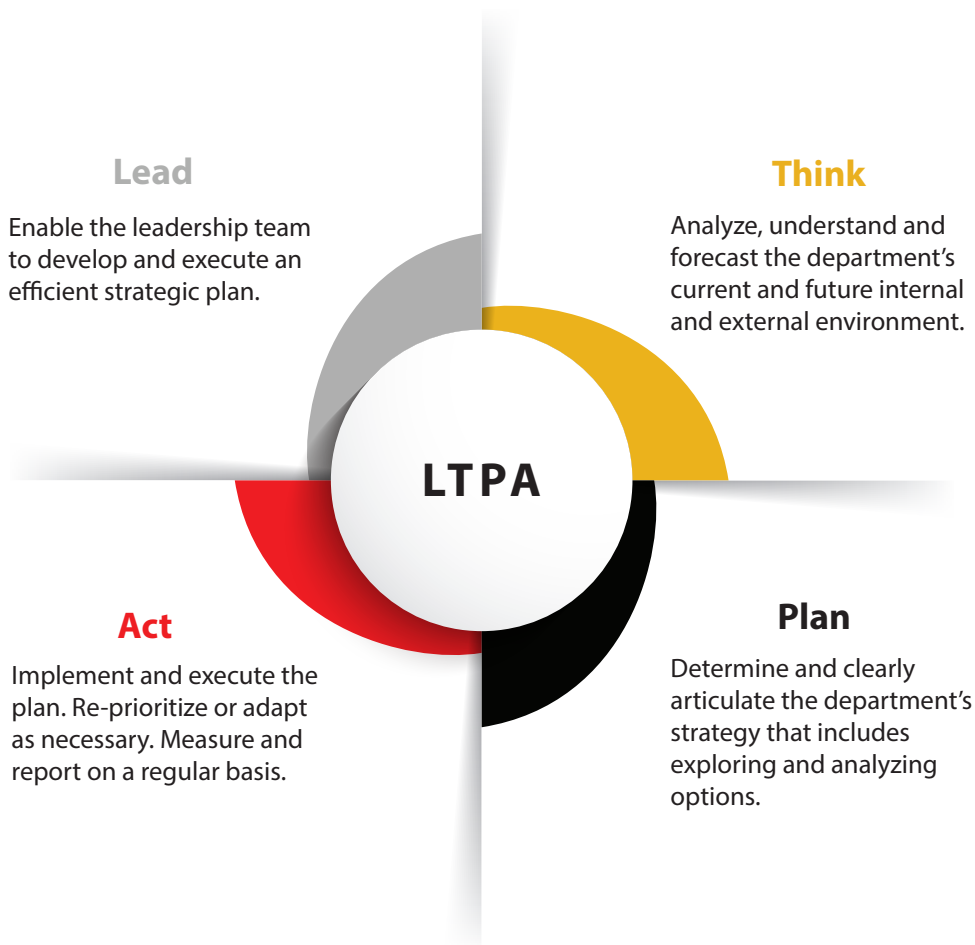 Lead
Enable the leadership team
to develop and execute an
efficient strategic plan.
Think
Analyze, understand and
forecast the department’s
current and future internal
and external environment.
LTPA
Act
Implement and execute the
plan. Re-prioritize or adapt
as necessary. Measure and
report on a regular basis.
Plan
Determine and clearly
articulate the department’s
strategy that includes
exploring and analyzing
options.